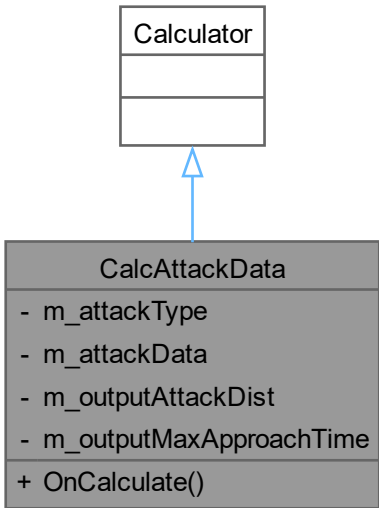 Calculator
CalcAttackData
- m_attackType
- m_attackData
- m_outputAttackDist
- m_outputMaxApproachTime
+ OnCalculate()